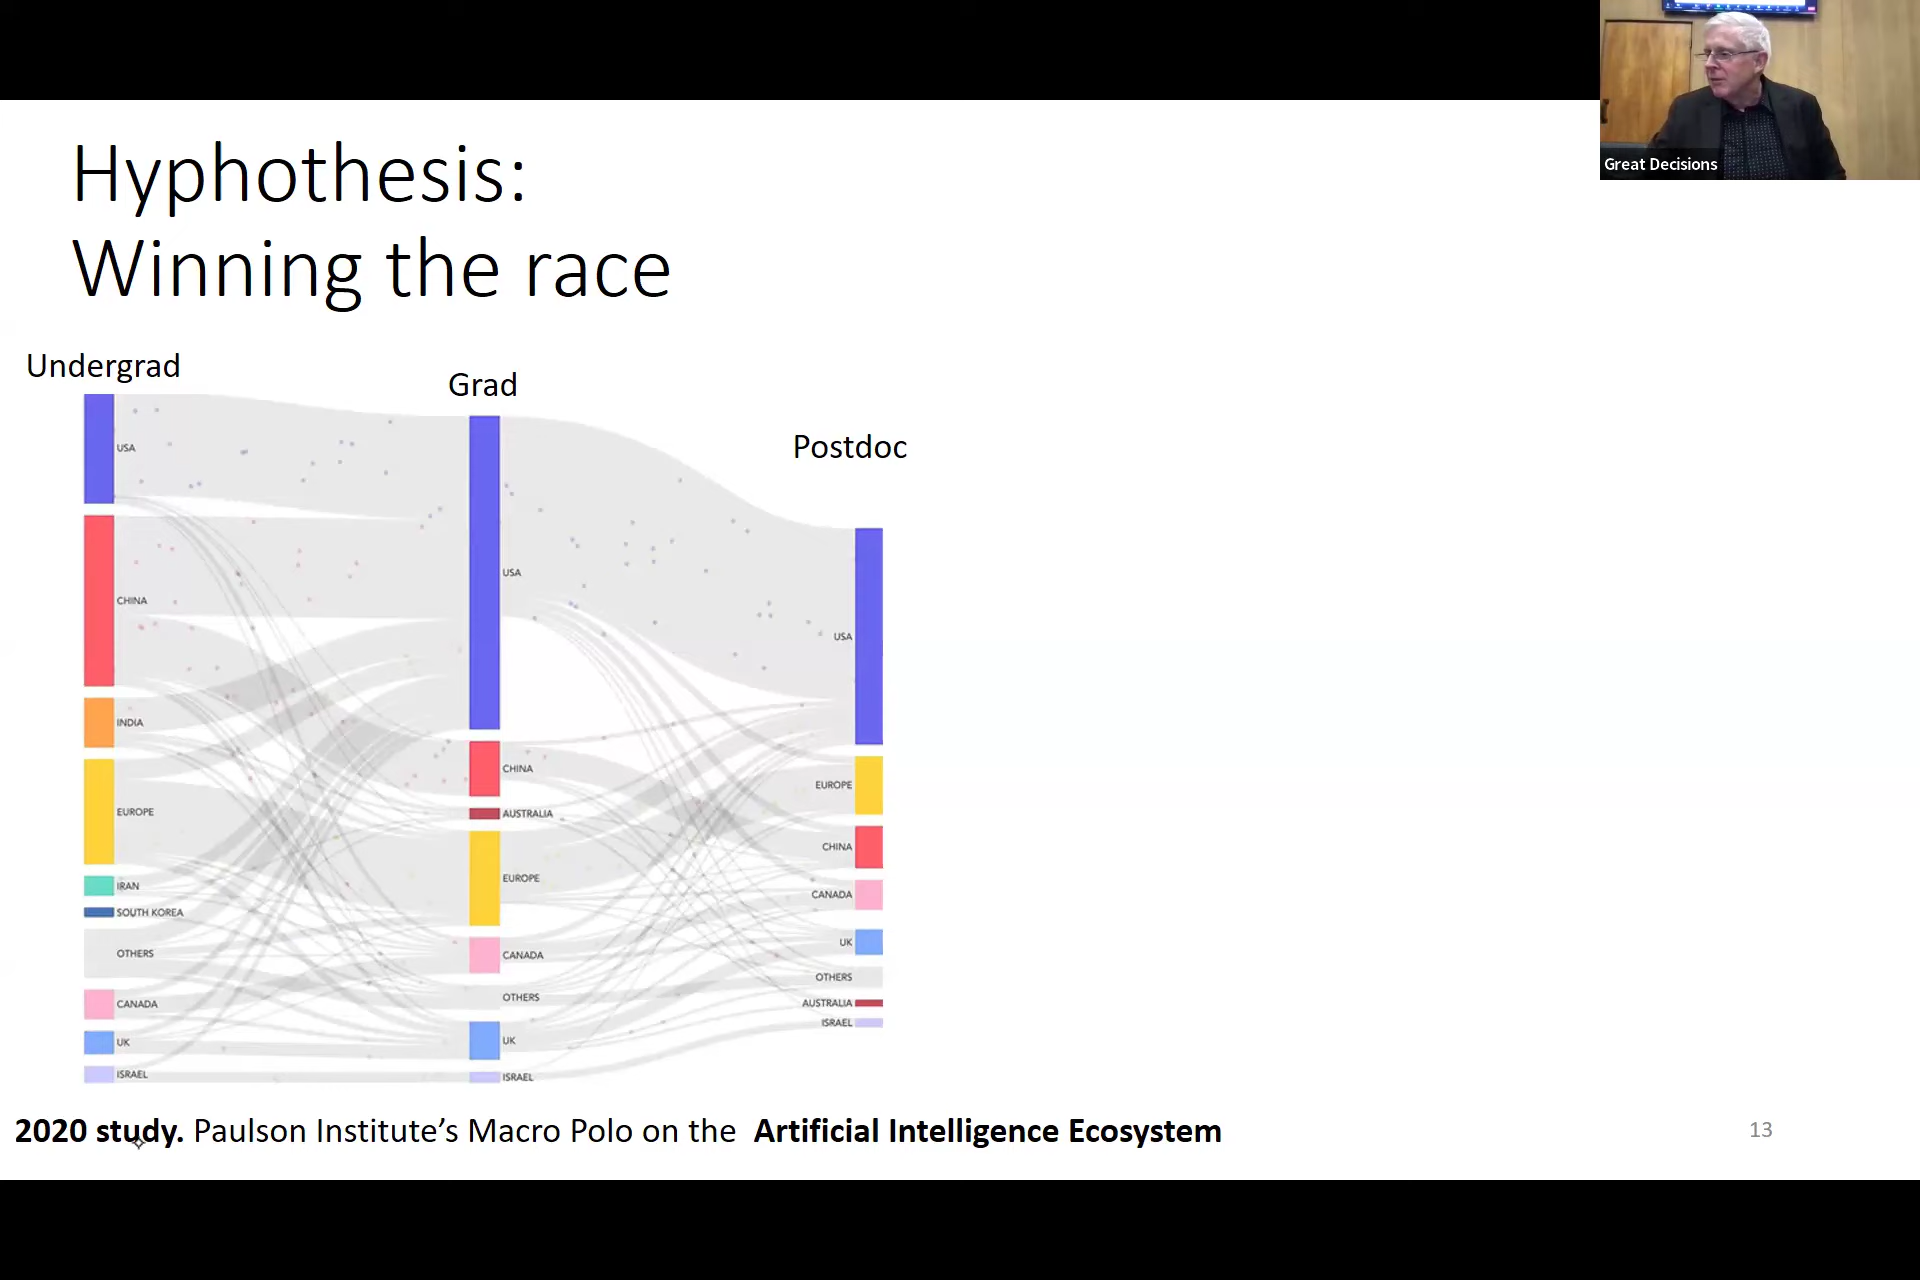 Great Decisions
Hyphothesis:
Winning the race
Undergrad
Grad
Postdoc
USA
CHINA
INDIA
EUROPE
IRAN
SOUTH KOREA
OTHERS
CANADA
UK
ISRAEL
USA
CHINA
AUSTRALIA
EUROPE
CANADA
OTHERS
UK
ISRAEL
USA
EUROPE
CHINA
CANADA
UK
OTHERS
AUSTRALIA
ISRAEL
2020 study. Paulson Institute’s Macro Polo on the Artificial Intelligence Ecosystem
13